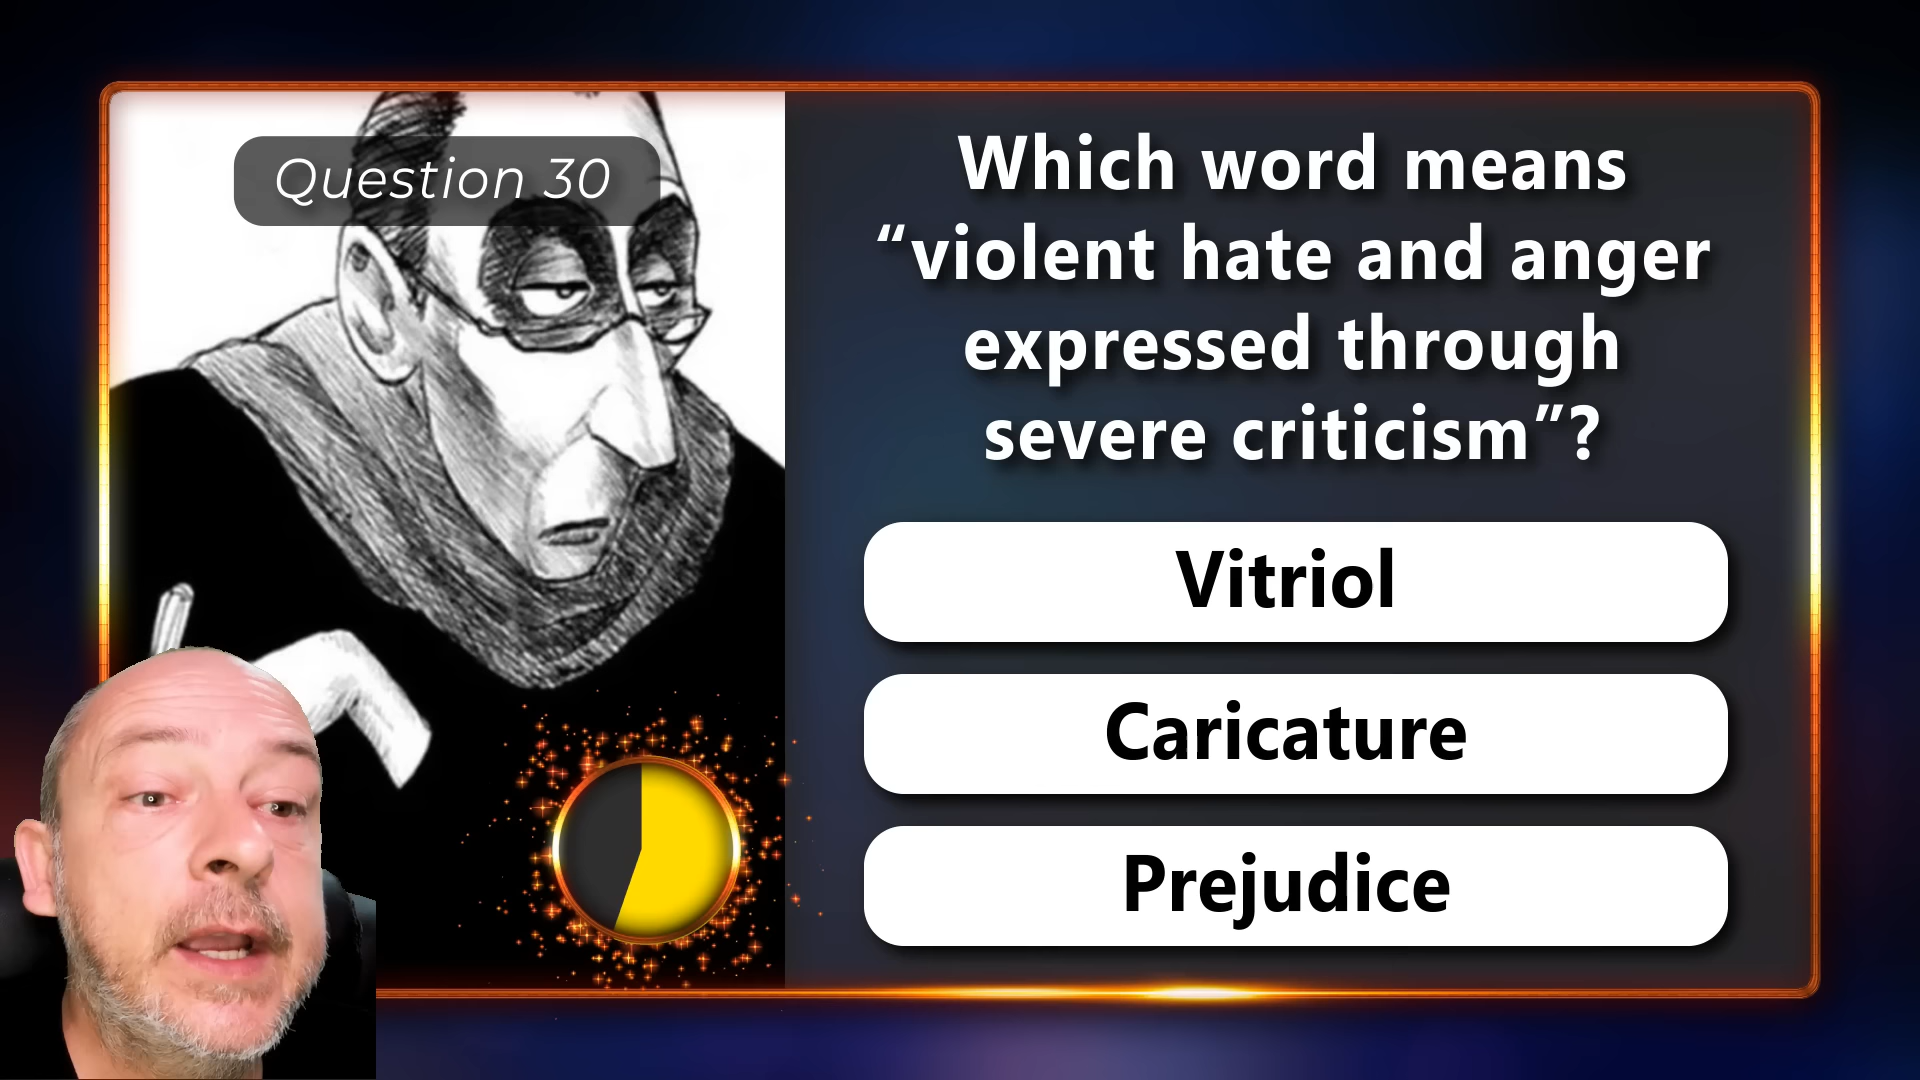 Question 30
Which word means
“violent hate and anger
expressed through
severe criticism”?
Vitriol
Caricature
Prejudice